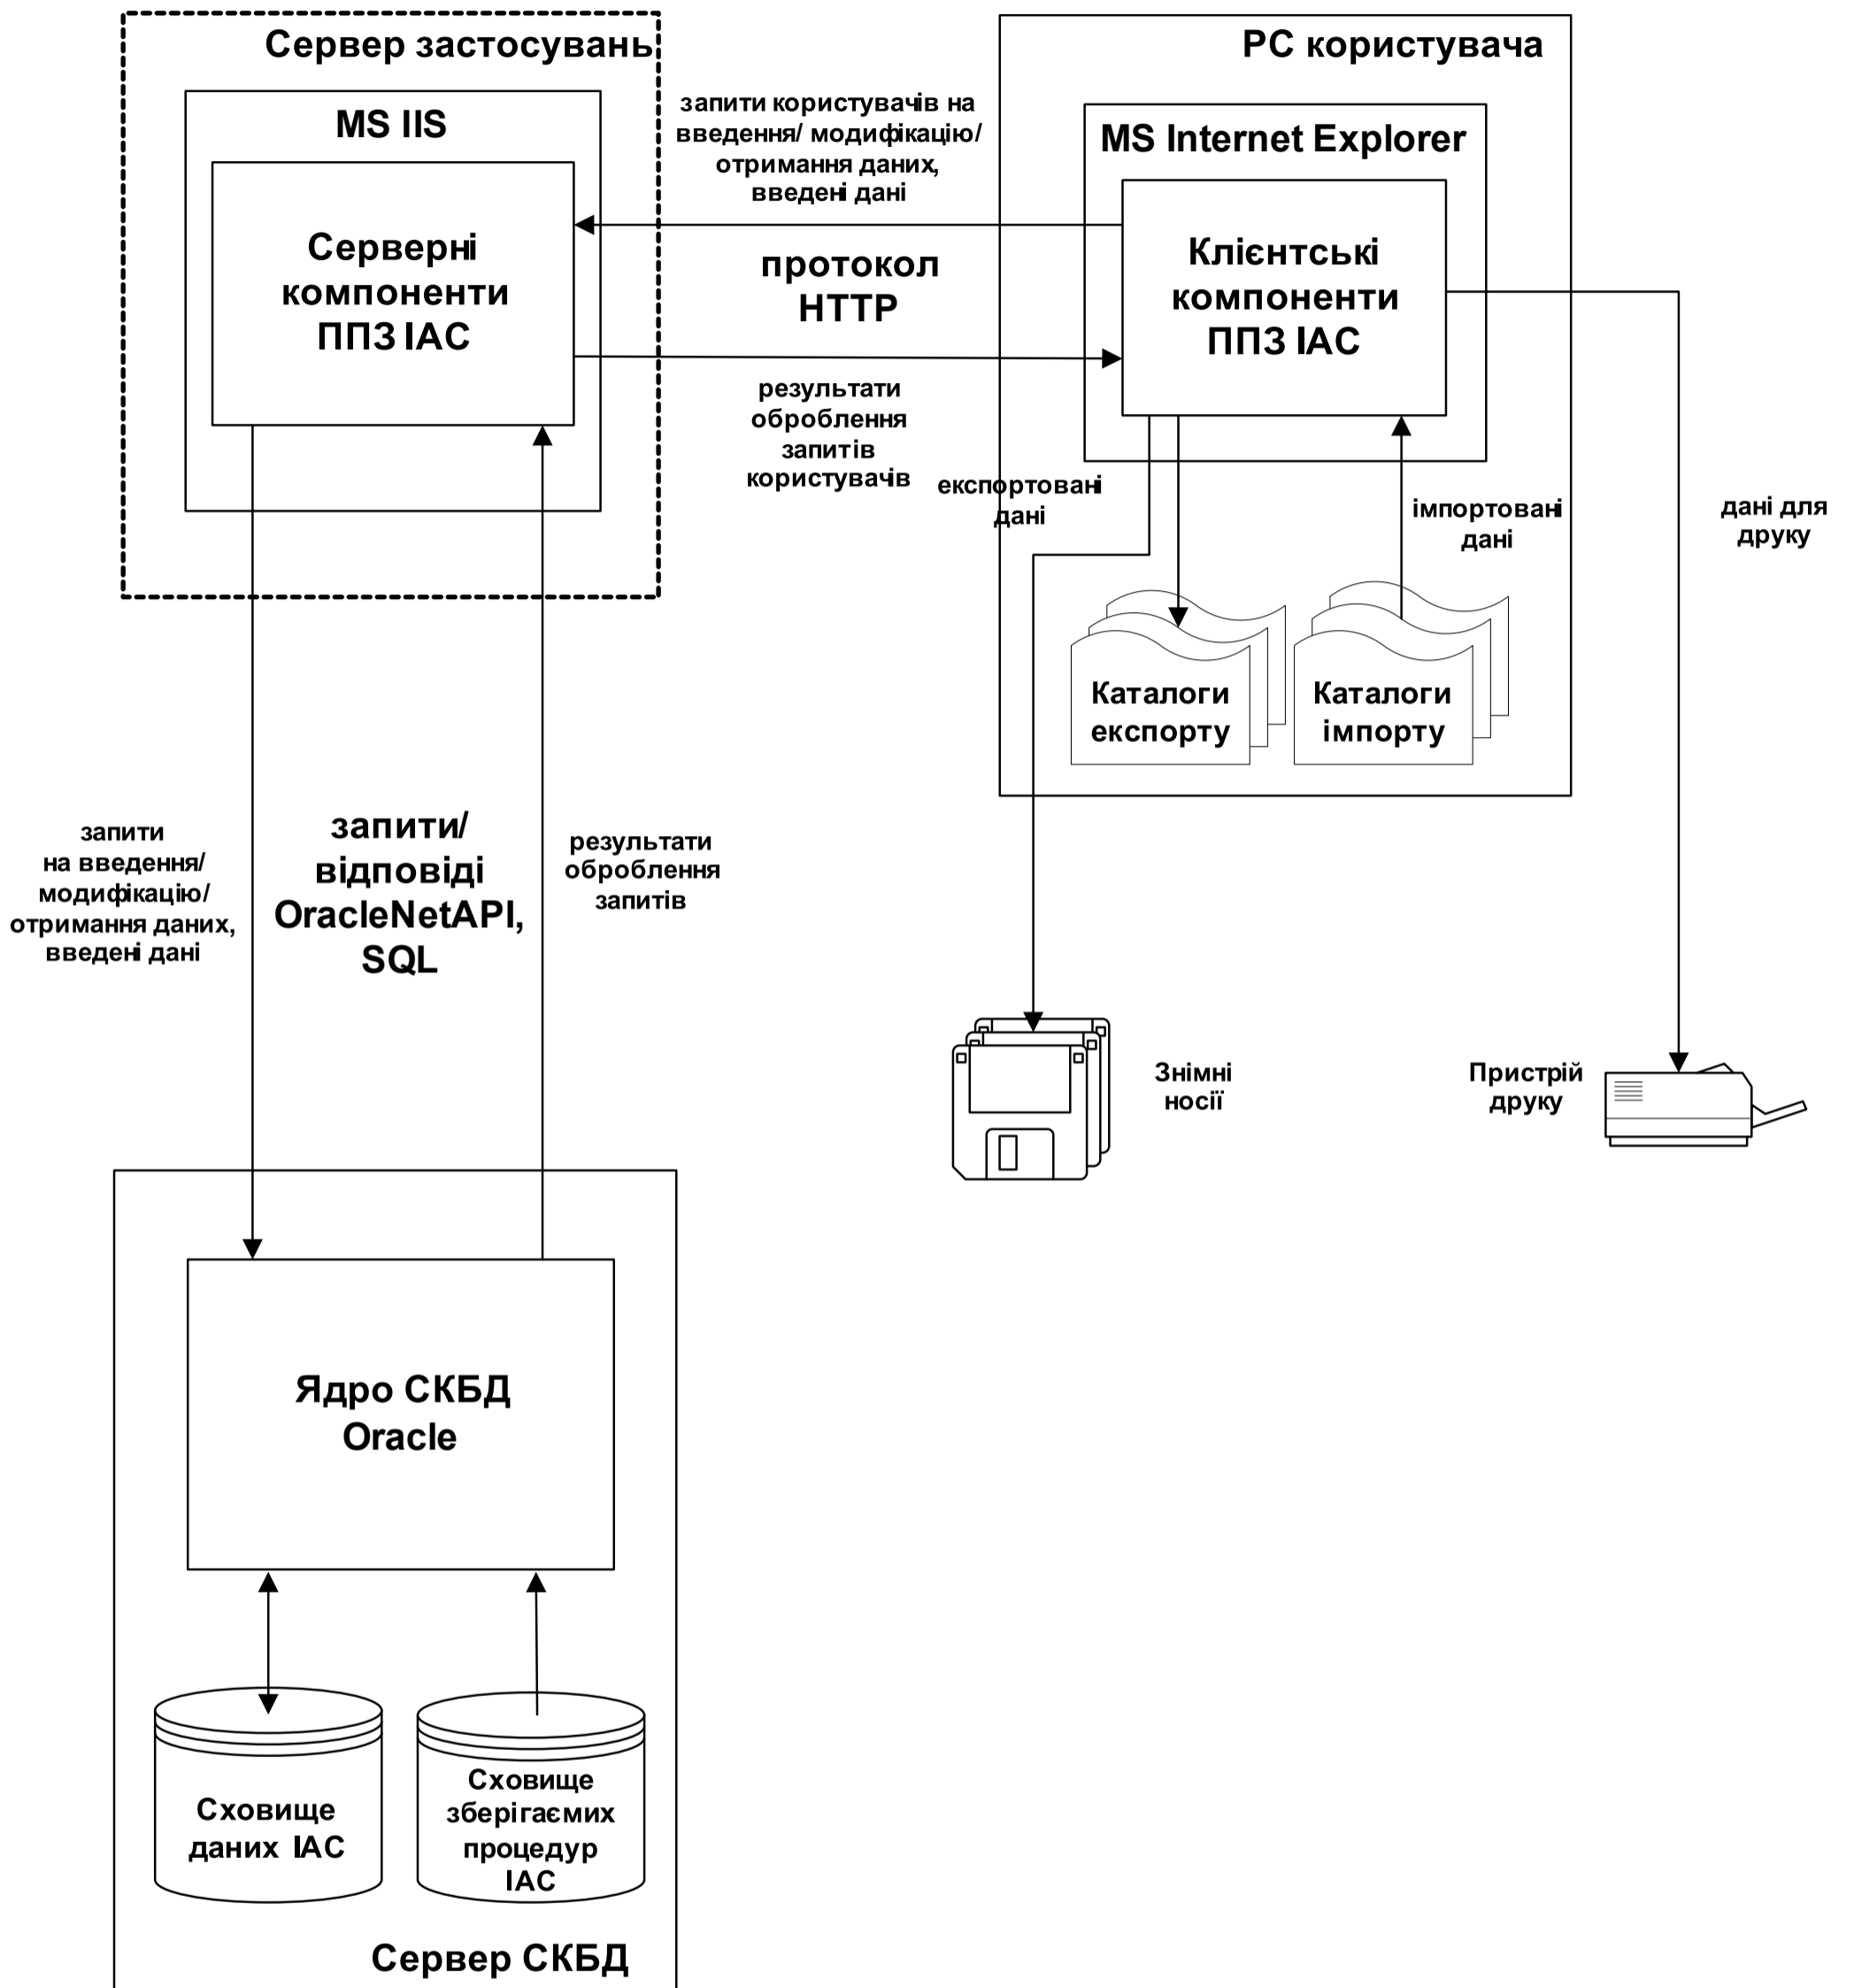 Сервер застосувань
MS IIS
Серверні
компоненти
ППЗ ІАС
запити користувачів на
введення/ модифікацію/
отримання даних,
введені дані
протокол
HTTP
результати
оброблення
запитів
користувачів
РС користувача
MS Internet Explorer
Клієнтські
компоненти
ППЗ ІАС
експортовані
дані
імпортовані
дані
дані для
друку
Каталоги
експорту
Каталоги
імпорту
запити
на введення/
модифікацію/
отримання даних,
введені дані
запити/
відповіді
OracleNetAPI,
SQL
результати
оброблення
запитів
Знімні
носії
Пристрій
друку
Ядро СКБД
Oracle
Сховище
даних ІАС
Сховище
зберігаємих
процедур
ІАС
Сервер СКБД